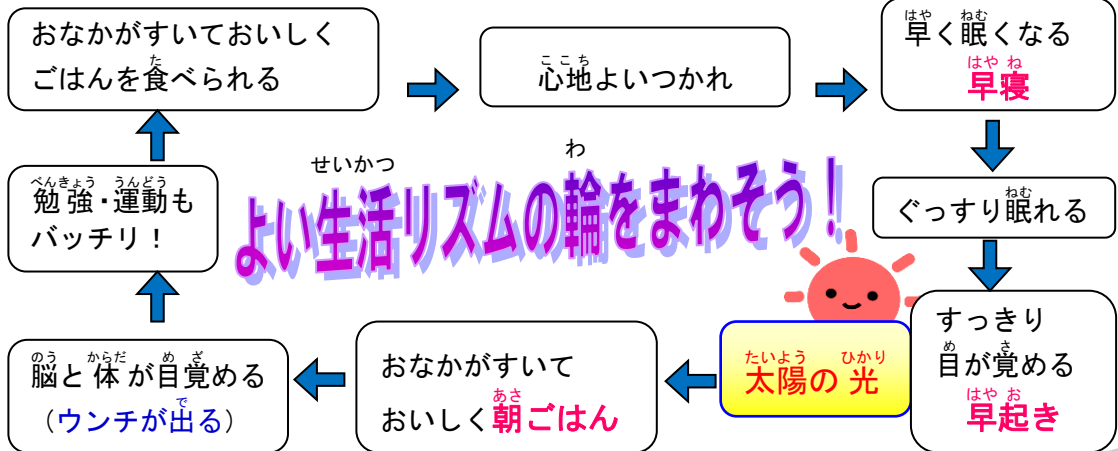 おなかがすいておいしく
ごはんを食べられる
心地よいつかれ
早く眠くなる
早寝
ぐっすり眠れる
すっきり
目が覚める
早起き
太陽の光
おなかがすいて
おいしく朝ごはん
脳と体が目覚める
（ウンチが出る）
勉強・運動も
バッチリ！
よい生活リズムの輪をまわそう！